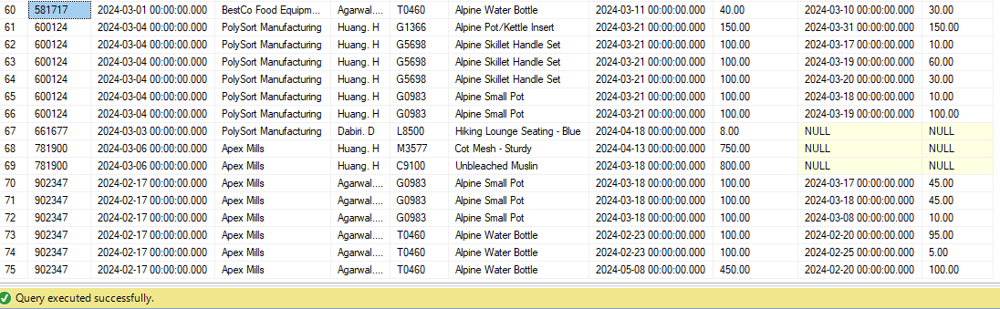 60 581717 2024-03-01 00:00:00.000 BestCo Food Equipm... Agarwal.... T0460 Alpine Water Bottle 2024-03-11 00:00:00.000 40.00 2024-03-10 00:00:00.000 30.00
61 600124 2024-03-04 00:00:00.000 PolySort Manufacturing Huang. H G1366 Alpine Pot/Kettle Insert 2024-03-21 00:00:00.000 150.00 2024-03-31 00:00:00.000 150.00
62 600124 2024-03-04 00:00:00.000 PolySort Manufacturing Huang. H G5698 Alpine Skillet Handle Set 2024-03-21 00:00:00.000 100.00 2024-03-17 00:00:00.000 10.00
63 600124 2024-03-04 00:00:00.000 PolySort Manufacturing Huang. H G5698 Alpine Skillet Handle Set 2024-03-21 00:00:00.000 100.00 2024-03-19 00:00:00.000 60.00
64 600124 2024-03-04 00:00:00.000 PolySort Manufacturing Huang. H G5698 Alpine Skillet Handle Set 2024-03-21 00:00:00.000 100.00 2024-03-20 00:00:00.000 30.00
65 600124 2024-03-04 00:00:00.000 PolySort Manufacturing Huang. H G0983 Alpine Small Pot 2024-03-21 00:00:00.000 100.00 2024-03-18 00:00:00.000 10.00
66 600124 2024-03-04 00:00:00.000 PolySort Manufacturing Huang. H G0983 Alpine Small Pot 2024-03-21 00:00:00.000 100.00 2024-03-19 00:00:00.000 100.00
67 661677 2024-03-03 00:00:00.000 PolySort Manufacturing Dabiri. D L8500 Hiking Lounge Seating - Blue 2024-04-18 00:00:00.000 8.00 NULL NULL
68 781900 2024-03-06 00:00:00.000 Apex Mills Huang. H M3577 Cot Mesh - Sturdy 2024-04-13 00:00:00.000 750.00 NULL NULL
69 781900 2024-03-06 00:00:00.000 Apex Mills Huang. H C9100 Unbleached Muslin 2024-03-18 00:00:00.000 800.00 NULL NULL
70 902347 2024-02-17 00:00:00.000 Apex Mills Agarwal.... G0983 Alpine Small Pot 2024-03-18 00:00:00.000 100.00 2024-03-17 00:00:00.000 45.00
71 902347 2024-02-17 00:00:00.000 Apex Mills Agarwal.... G0983 Alpine Small Pot 2024-03-18 00:00:00.000 100.00 2024-03-18 00:00:00.000 45.00
72 902347 2024-02-17 00:00:00.000 Apex Mills Agarwal.... G0983 Alpine Small Pot 2024-03-18 00:00:00.000 100.00 2024-03-08 00:00:00.000 10.00
73 902347 2024-02-17 00:00:00.000 Apex Mills Agarwal.... T0460 Alpine Water Bottle 2024-02-23 00:00:00.000 100.00 2024-02-20 00:00:00.000 95.00
74 902347 2024-02-17 00:00:00.000 Apex Mills Agarwal.... T0460 Alpine Water Bottle 2024-02-23 00:00:00.000 100.00 2024-02-25 00:00:00.000 5.00
75 902347 2024-02-17 00:00:00.000 Apex Mills Agarwal.... T0460 Alpine Water Bottle 2024-05-08 00:00:00.000 450.00 2024-02-20 00:00:00.000 100.00
Query executed successfully.